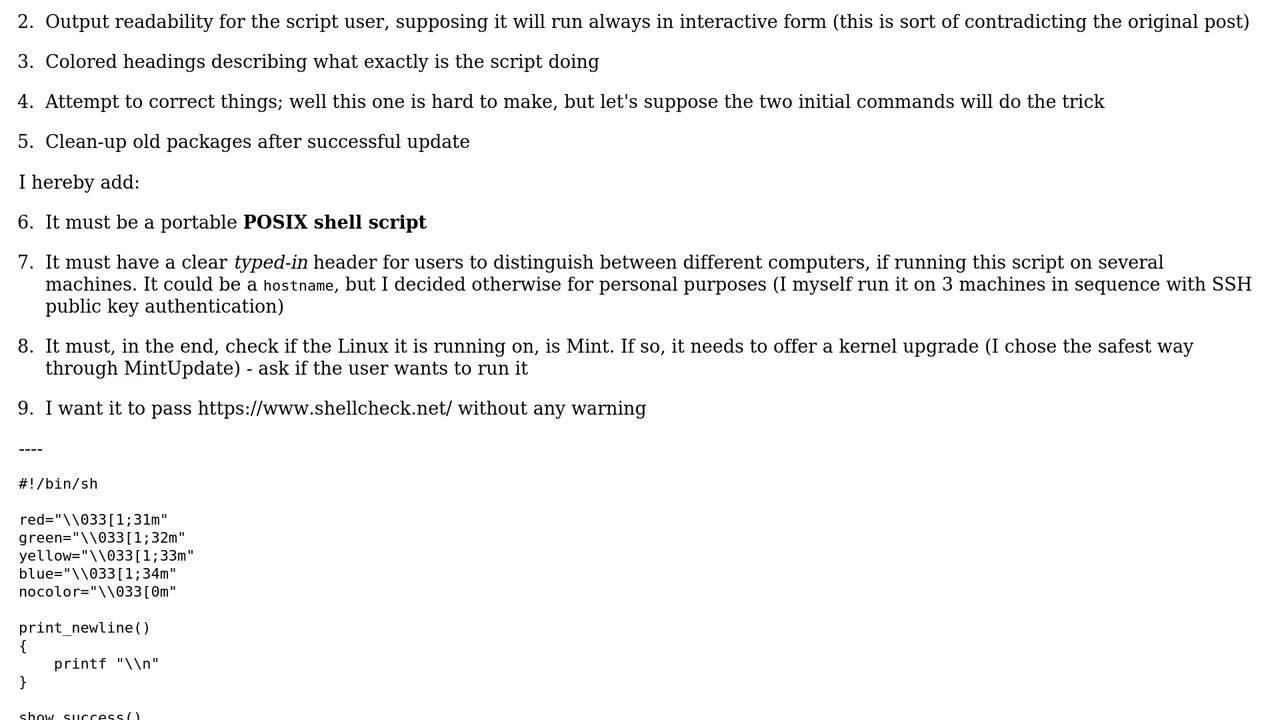 2. Output readability for the script user, supposing it will run always in interactive form (this is sort of contradicting the original post)
3. Colored headings describing what exactly is the script doing
4. Attempt to correct things; well this one is hard to make, but let's suppose the two initial commands will do the trick
5. Clean-up old packages after successful update
I hereby add:
6. It must be a portable POSIX shell script
7. It must have a clear typed-in header for users to distinguish between different computers, if running this script on several
machines. It could be a hostname, but I decided otherwise for personal purposes (I myself run it on 3 machines in sequence with SSH
public key authentication)
8. It must, in the end, check if the Linux it is running on, is Mint. If so, it needs to offer a kernel upgrade (I chose the safest way
through MintUpdate) - ask if the user wants to run it
9. I want it to pass https://www.shellcheck.net/ without any warning
----
#!/bin/sh
red="\\033[1;31m"
green="\\033[1;32m"
yellow="\\033[1;33m"
blue="\\033[1;34m"
nocolor="\\033[0m"
print_newline()
{
    printf "\\n"
}
show_success()